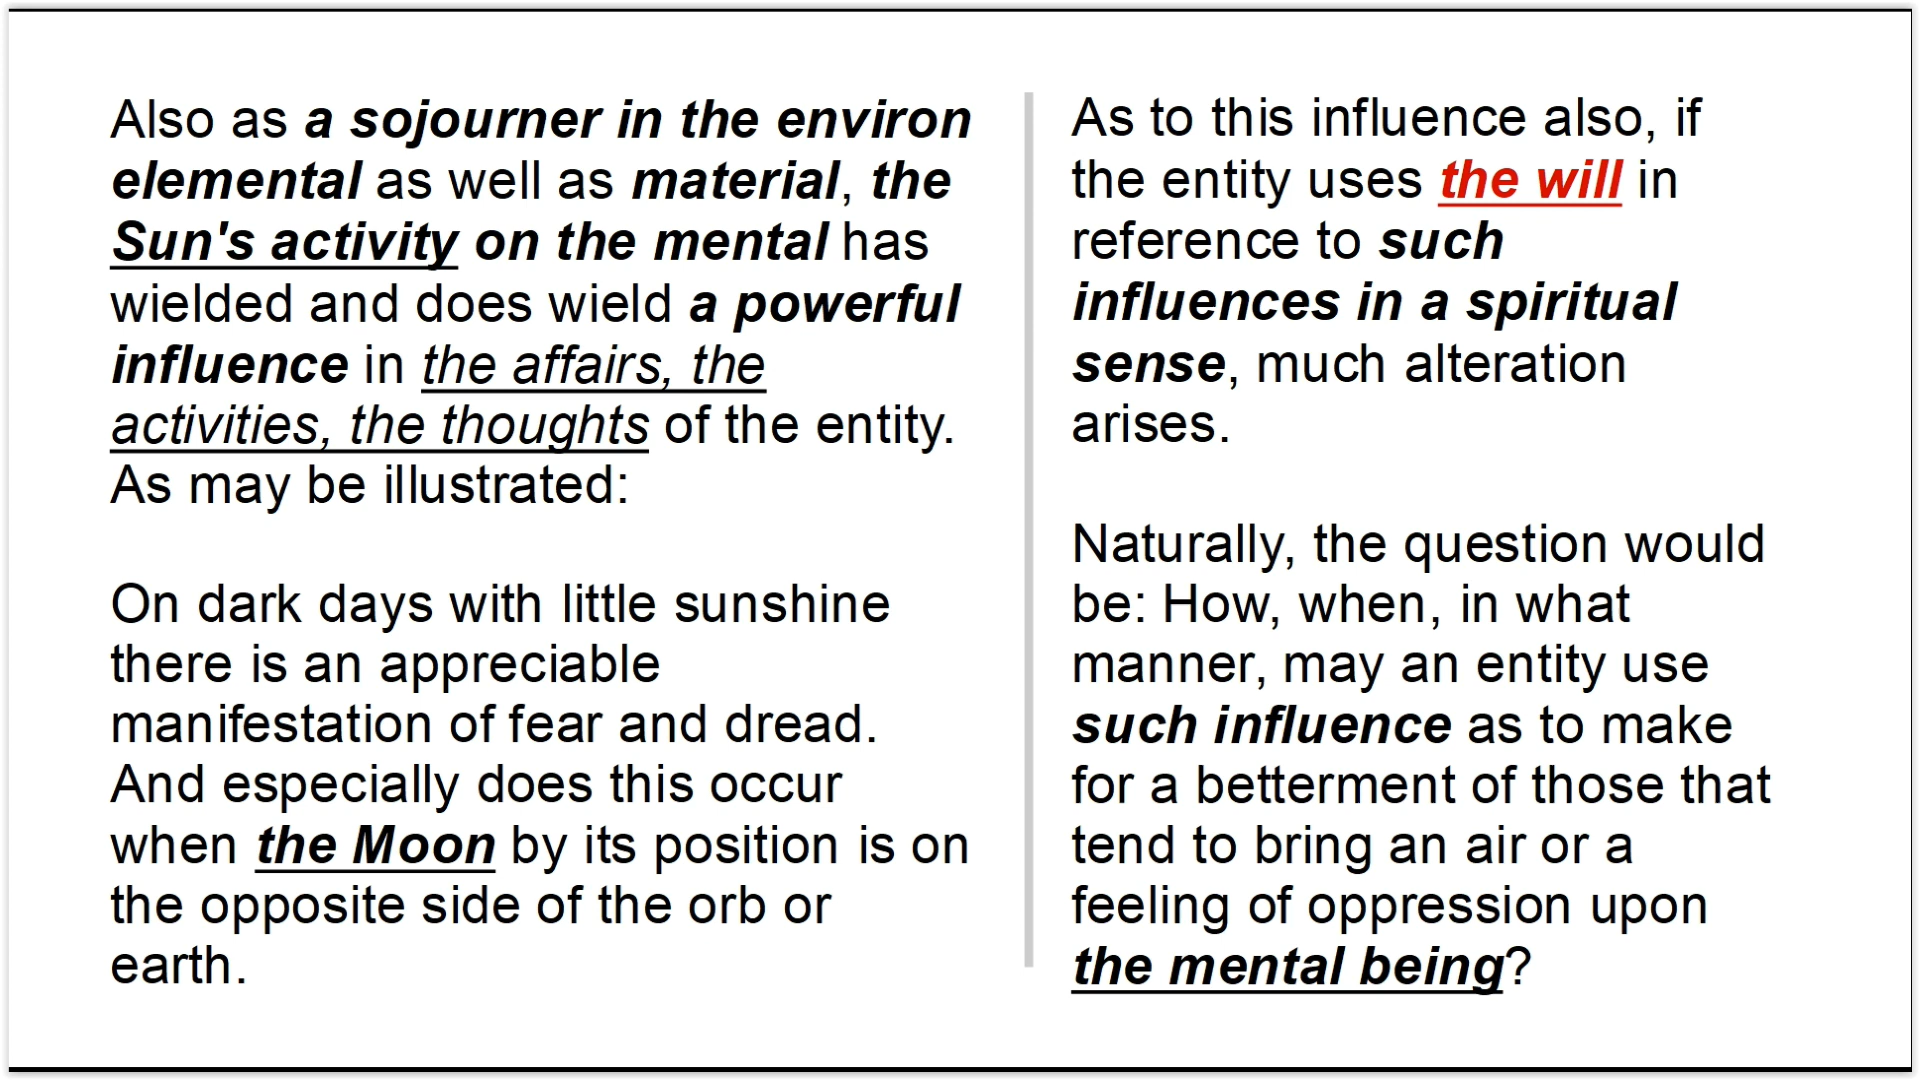 Also as a sojourner in the environ
elemental as well as material, the
Sun's activity on the mental has
wielded and does wield a powerful
influence in the affairs, the
activities, the thoughts of the entity.
As may be illustrated:
On dark days with little sunshine
there is an appreciable
manifestation of fear and dread.
And especially does this occur
when the Moon by its position is on
the opposite side of the orb or
earth.
As to this influence also, if
the entity uses the will in
reference to such
influences in a spiritual
sense, much alteration
arises.
Naturally, the question would
be: How, when, in what
manner, may an entity use
such influence as to make
for a betterment of those that
tend to bring an air or a
feeling of oppression upon
the mental being?